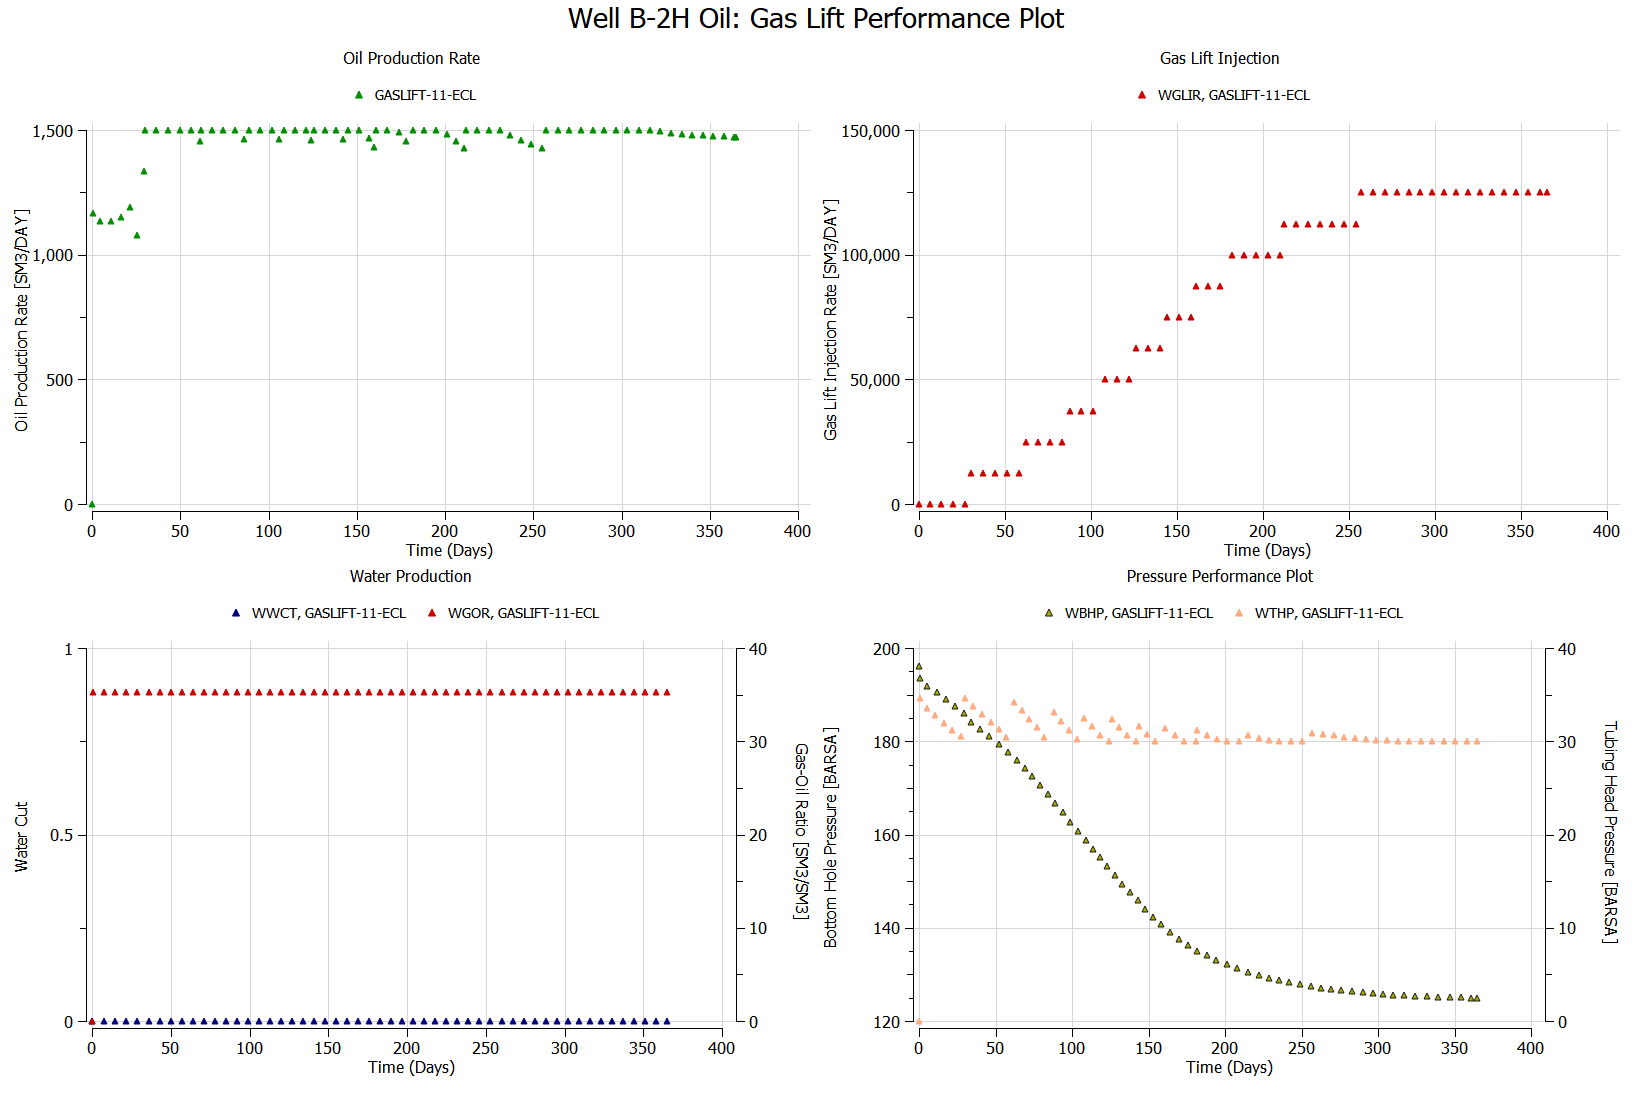 Well B-2H Oil: Gas Lift Performance Plot
Oil Production Rate
GASLIFT-11-ECL
Oil Production Rate [SM3/DAY]
1,500
1,000
500
0
0 50 100 150 200 250 300 350 400
Time (Days)
Gas Lift Injection
WGLIR, GASLIFT-11-ECL
Gas Lift Injection Rate [SM3/DAY]
150,000
100,000
50,000
0
0 50 100 150 200 250 300 350 400
Time (Days)
Water Production
WWCT, GASLIFT-11-ECL WGOR, GASLIFT-11-ECL
Water Cut
1
0.5
0
40
30
20
10
0
Gas-Oil Ratio [SM3/SM3]
0 50 100 150 200 250 300 350 400
Time (Days)
Pressure Performance Plot
WBHP, GASLIFT-11-ECL WTHP, GASLIFT-11-ECL
Bottom Hole Pressure [BARSA]
200
180
160
140
120
40
30
20
10
0
Tubing Head Pressure [BARSA]
0 50 100 150 200 250 300 350 400
Time (Days)